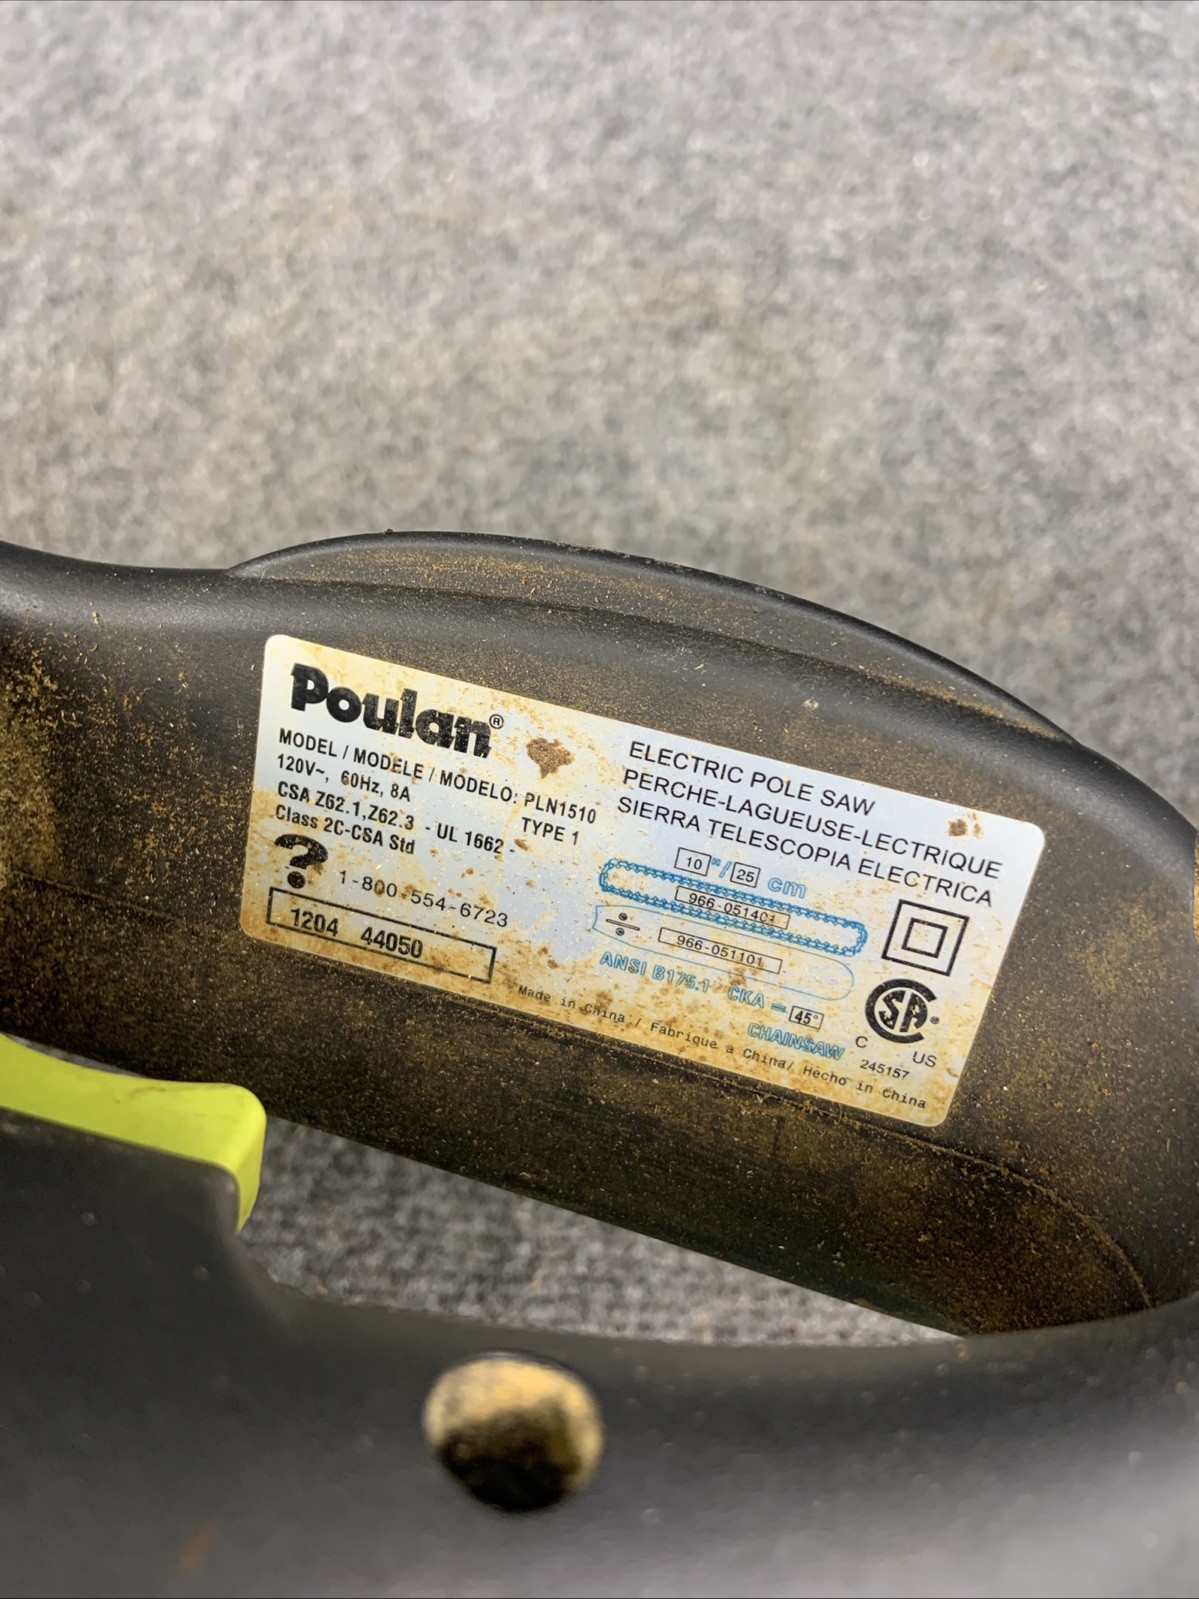 Poulan®
MODEL / MODELE / MODELO: PLN1510
120V~, 60Hz, 8A TYPE 1
CSA Z62.1,Z62.3 - UL 1662 -
Class 2C-CSA Std
?
1-800-554-6723
1204 44050
ELECTRIC POLE SAW
PERCHE-LAGUEUSE-LECTRIQUE
SIERRA TELESCOPIA ELECTRICA
10"/25 cm
966-051401
966-051101
ANSI B175.1 CKA = 45°
CHAINSAW
SA
C US
245157
Made in China / Fabrique a China/ Hecho in China